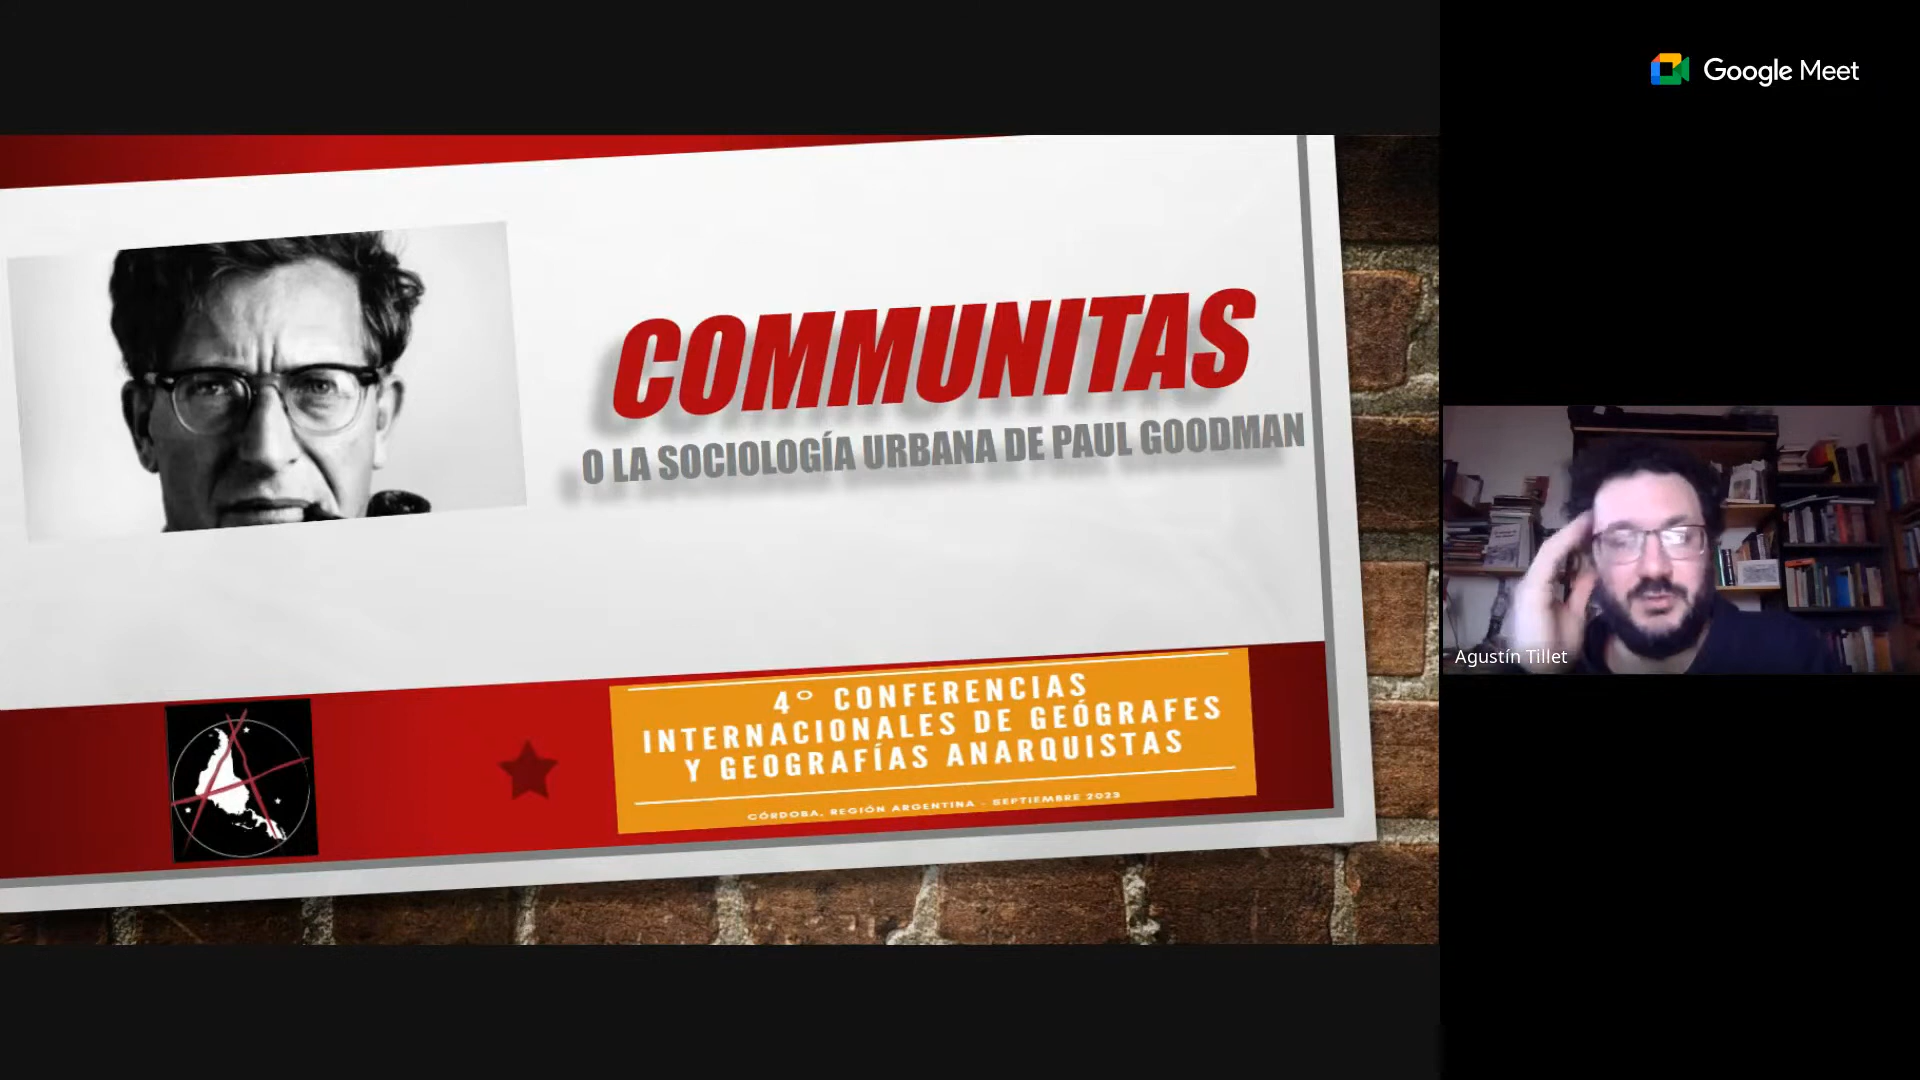 Google Meet
COMMUNITAS
O LA SOCIOLOGÍA URBANA DE PAUL GOODMAN
4º CONFERENCIAS
INTERNACIONALES DE GEÓGRAFES
Y GEOGRAFÍAS ANARQUISTAS
CÓRDOBA, REGIÓN ARGENTINA - SEPTIEMBRE 2023
Agustín Tillet